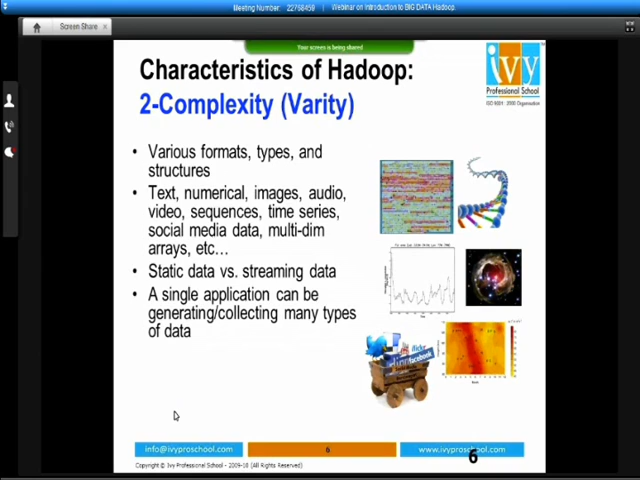 Meeting Number: 22768459 | Webinar on Introduction to BIG DATA Hadoop.
Screen Share ×
Your screen is being shared
Characteristics of Hadoop:
2-Complexity (Varity)
ivy
Professional School
ISO 9001: 2000 Organisation
• Various formats, types, and
structures
• Text, numerical, images, audio,
video, sequences, time series,
social media data, multi-dim
arrays, etc…
• Static data vs. streaming data
• A single application can be
generating/collecting many types
of data
flickr
facebook
info@ivyproschool.com
6
www.ivyproschool.com
6
Copyright © Ivy Professional School - 2009-10 (All Rights Reserved)